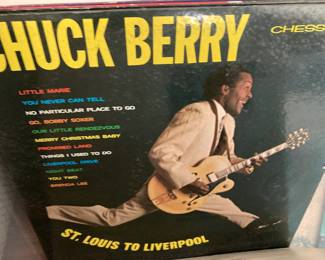 CHUCK BERRY
CHESS
LITTLE MARIE
YOU NEVER CAN TELL
NO PARTICULAR PLACE TO GO
GO, BOBBY SOXER
OUR LITTLE RENDEZVOUS
MERRY CHRISTMAS BABY
PROMISED LAND
THINGS I USED TO DO
LIVERPOOL DRIVE
NIGHT BEAT
YOU TWO
BRENDA LEE
ST. LOUIS TO LIVERPOOL